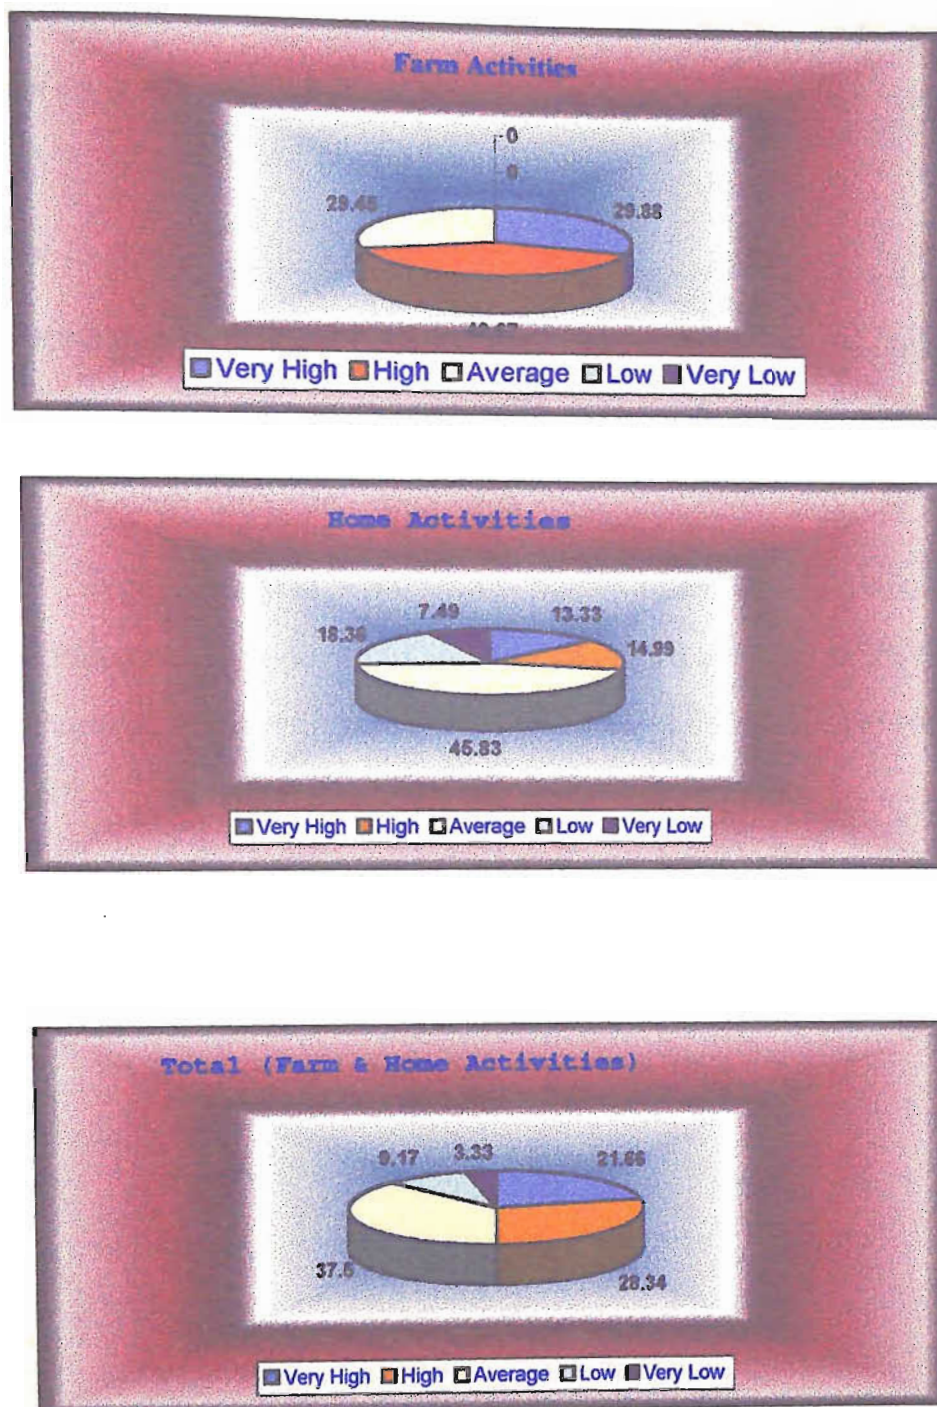 Farm Activities
0
0
29.45 29.88
Very High High Average Low Very Low
Home Activities
7.49 13.33
18.36 14.99
45.83
Very High High Average Low Very Low
Total (Farm & Home Activities)
9.17 3.33 21.66
37.5 28.34
Very High High Average Low Very Low